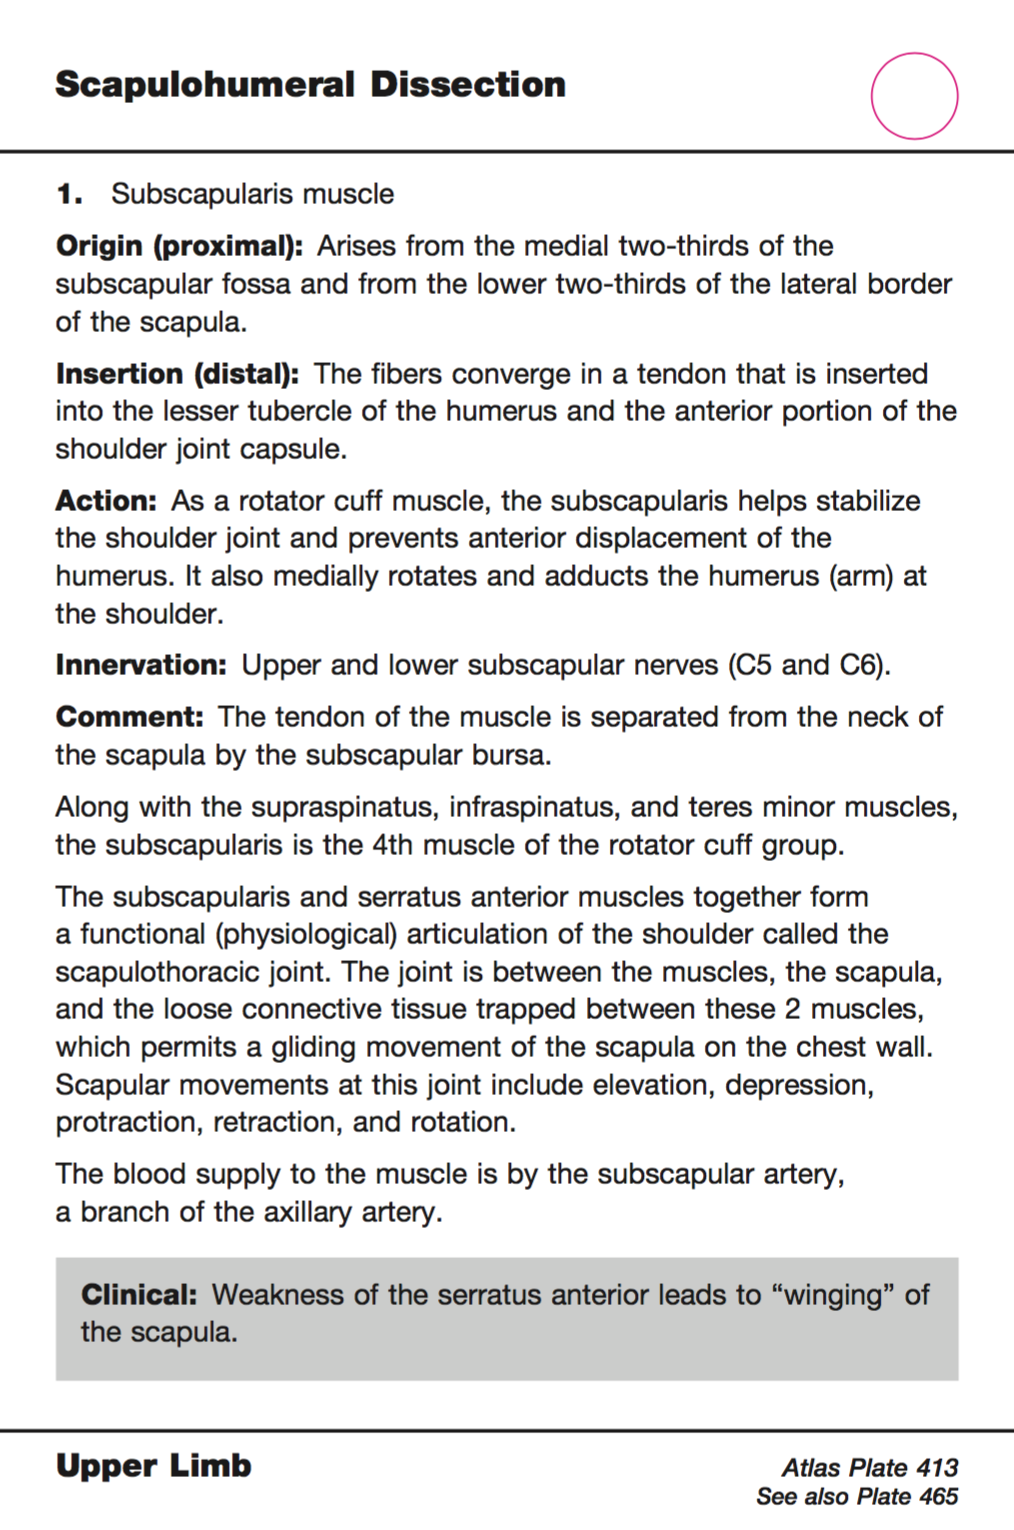 Scapulohumeral Dissection
1. Subscapularis muscle
Origin (proximal): Arises from the medial two-thirds of the
subscapular fossa and from the lower two-thirds of the lateral border
of the scapula.
Insertion (distal): The fibers converge in a tendon that is inserted
into the lesser tubercle of the humerus and the anterior portion of the
shoulder joint capsule.
Action: As a rotator cuff muscle, the subscapularis helps stabilize
the shoulder joint and prevents anterior displacement of the
humerus. It also medially rotates and adducts the humerus (arm) at
the shoulder.
Innervation: Upper and lower subscapular nerves (C5 and C6).
Comment: The tendon of the muscle is separated from the neck of
the scapula by the subscapular bursa.
Along with the supraspinatus, infraspinatus, and teres minor muscles,
the subscapularis is the 4th muscle of the rotator cuff group.
The subscapularis and serratus anterior muscles together form
a functional (physiological) articulation of the shoulder called the
scapulothoracic joint. The joint is between the muscles, the scapula,
and the loose connective tissue trapped between these 2 muscles,
which permits a gliding movement of the scapula on the chest wall.
Scapular movements at this joint include elevation, depression,
protraction, retraction, and rotation.
The blood supply to the muscle is by the subscapular artery,
a branch of the axillary artery.
Clinical: Weakness of the serratus anterior leads to “winging” of
the scapula.
Upper Limb
Atlas Plate 413
See also Plate 465